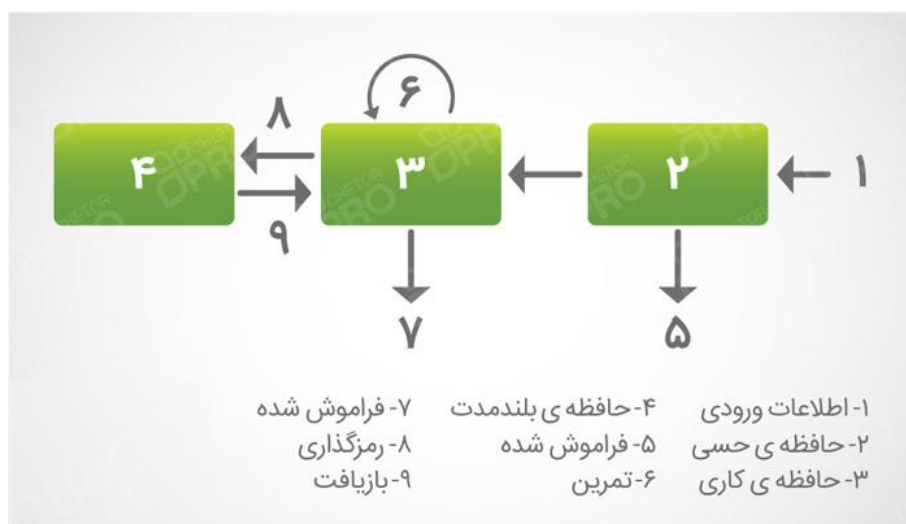 ۶
۸
۴ ۳ ۲ ۱
۹
۷ ۵
۱- اطلاعات ورودی ۴- حافظه ی بلندمدت ۷- فراموش شده
۲- حافظه ی حسی ۵- فراموش شده ۸- رمزگذاری
۳- حافظه ی کاری ۶- تمرین ۹- بازیافت